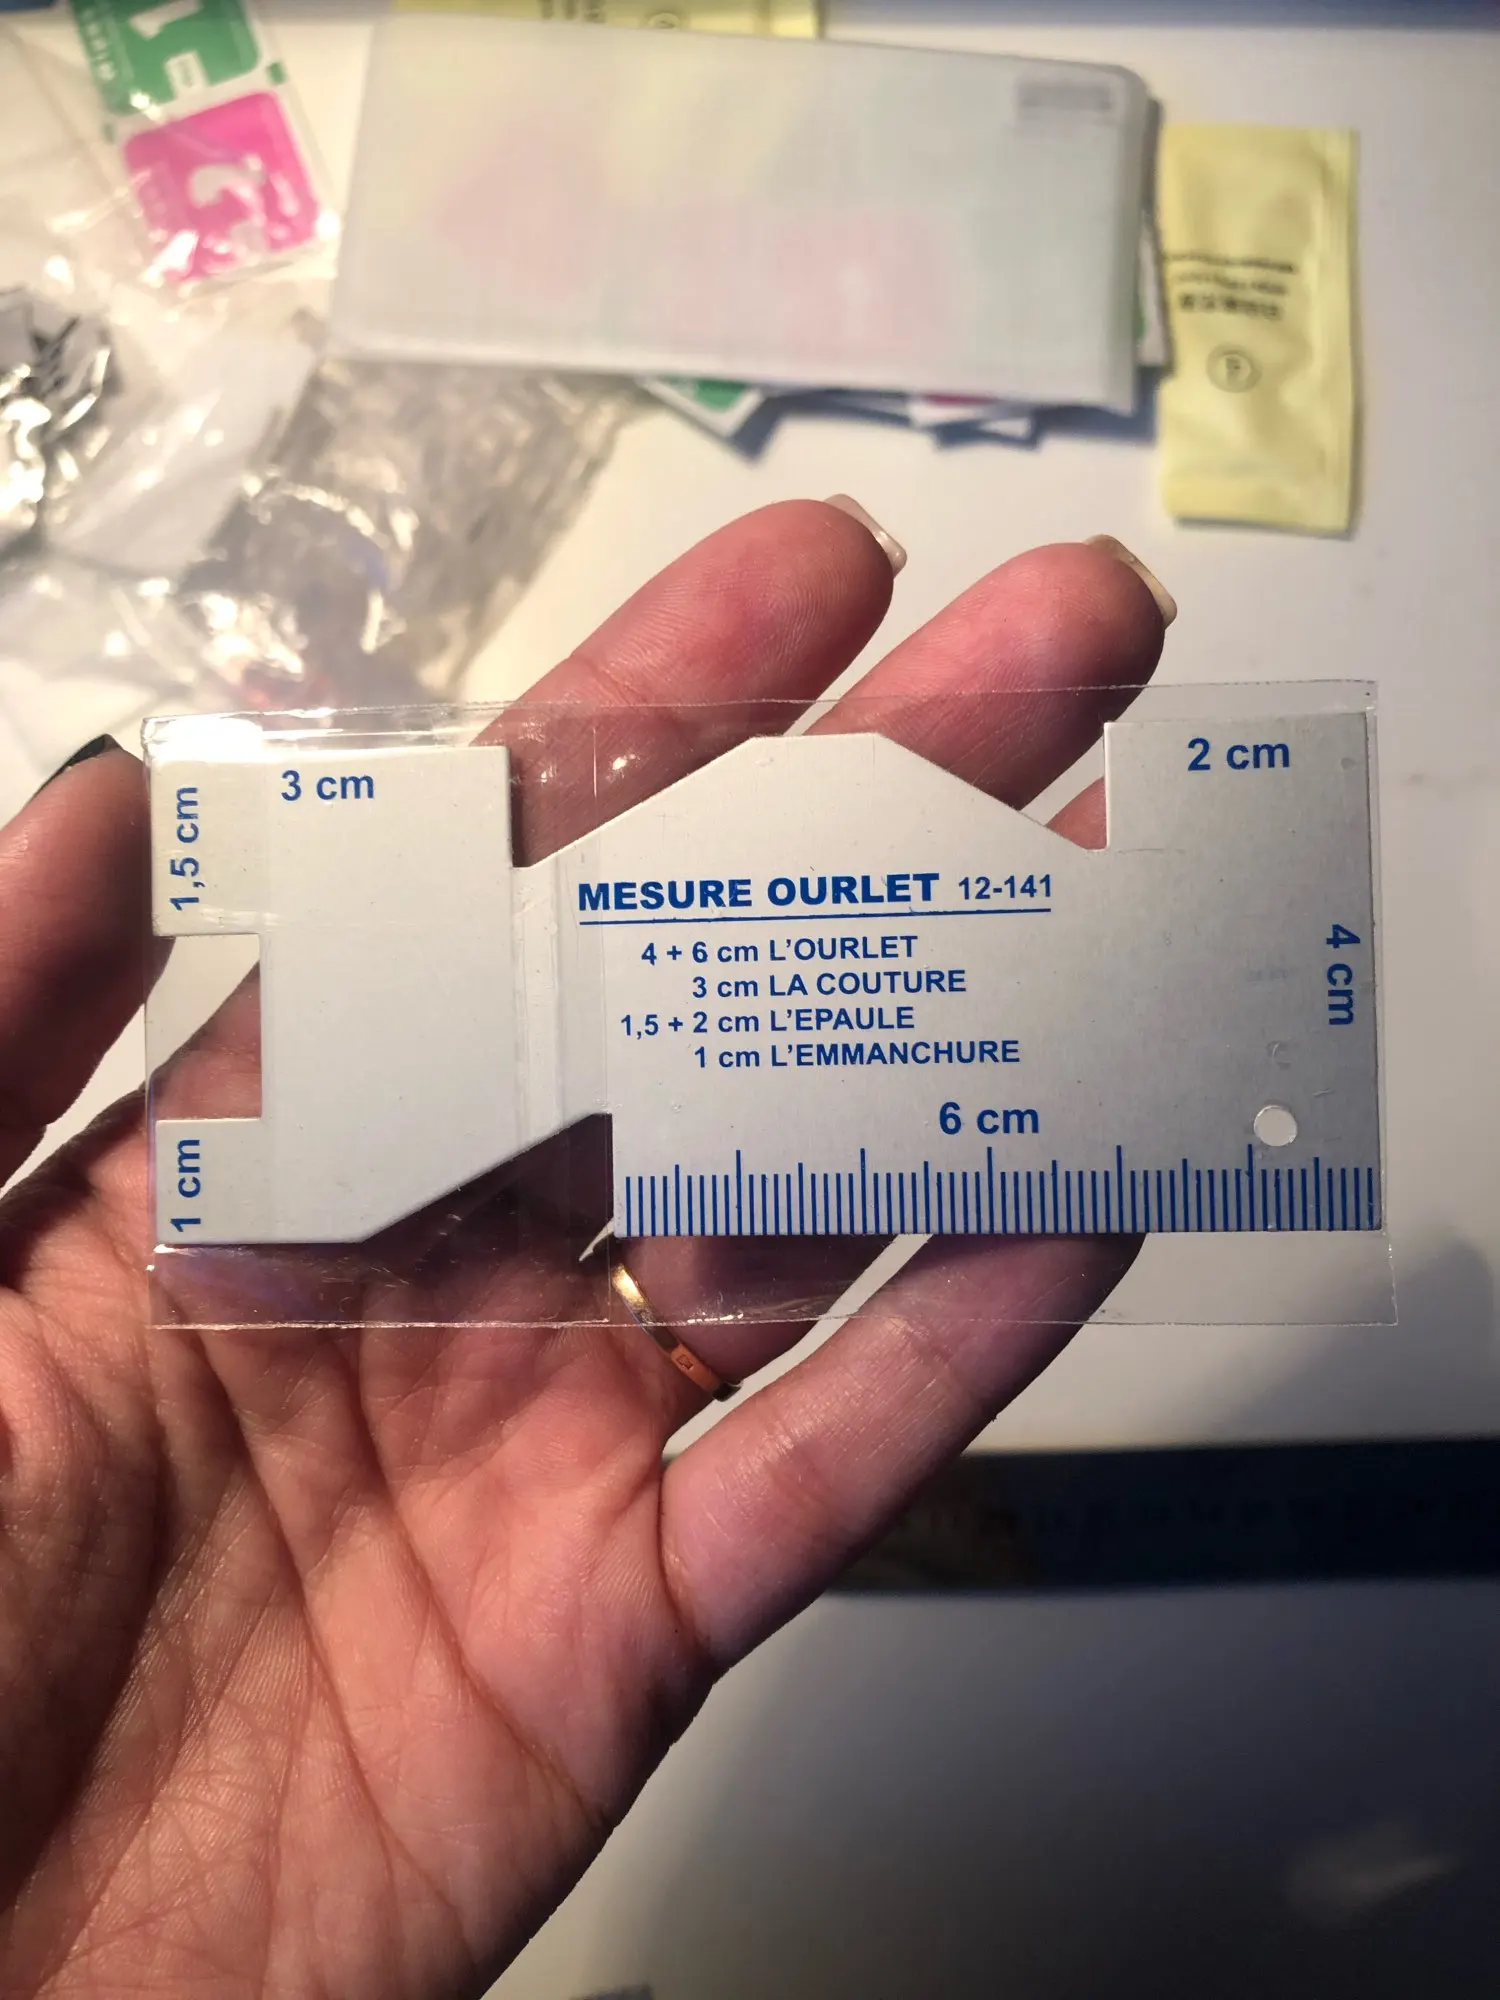 3 cm
2 cm
1,5 cm
MESURE OURLET 12-141
4 + 6 cm L'OURLET
3 cm LA COUTURE
1,5 + 2 cm L'EPAULE
1 cm L'EMMANCHURE
4 cm
6 cm
1 cm